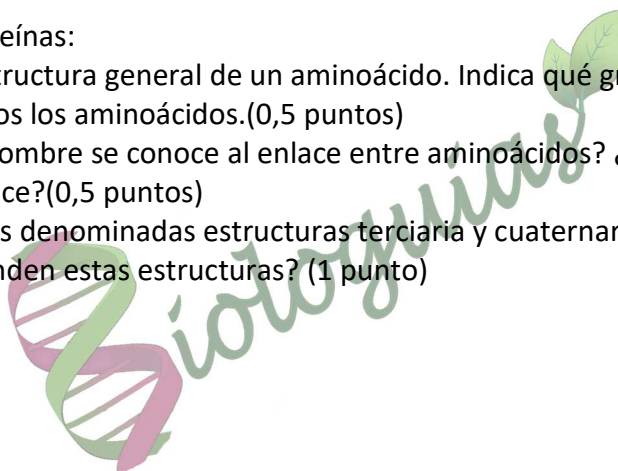 eínas:
tructura general de un aminoácido. Indica qué gr
os los aminoácidos.(0,5 puntos)
ombre se conoce al enlace entre aminoácidos? ¿
ce?(0,5 puntos)
s denominadas estructuras terciaria y cuaternar
nden estas estructuras? (1 punto)
Biologuias